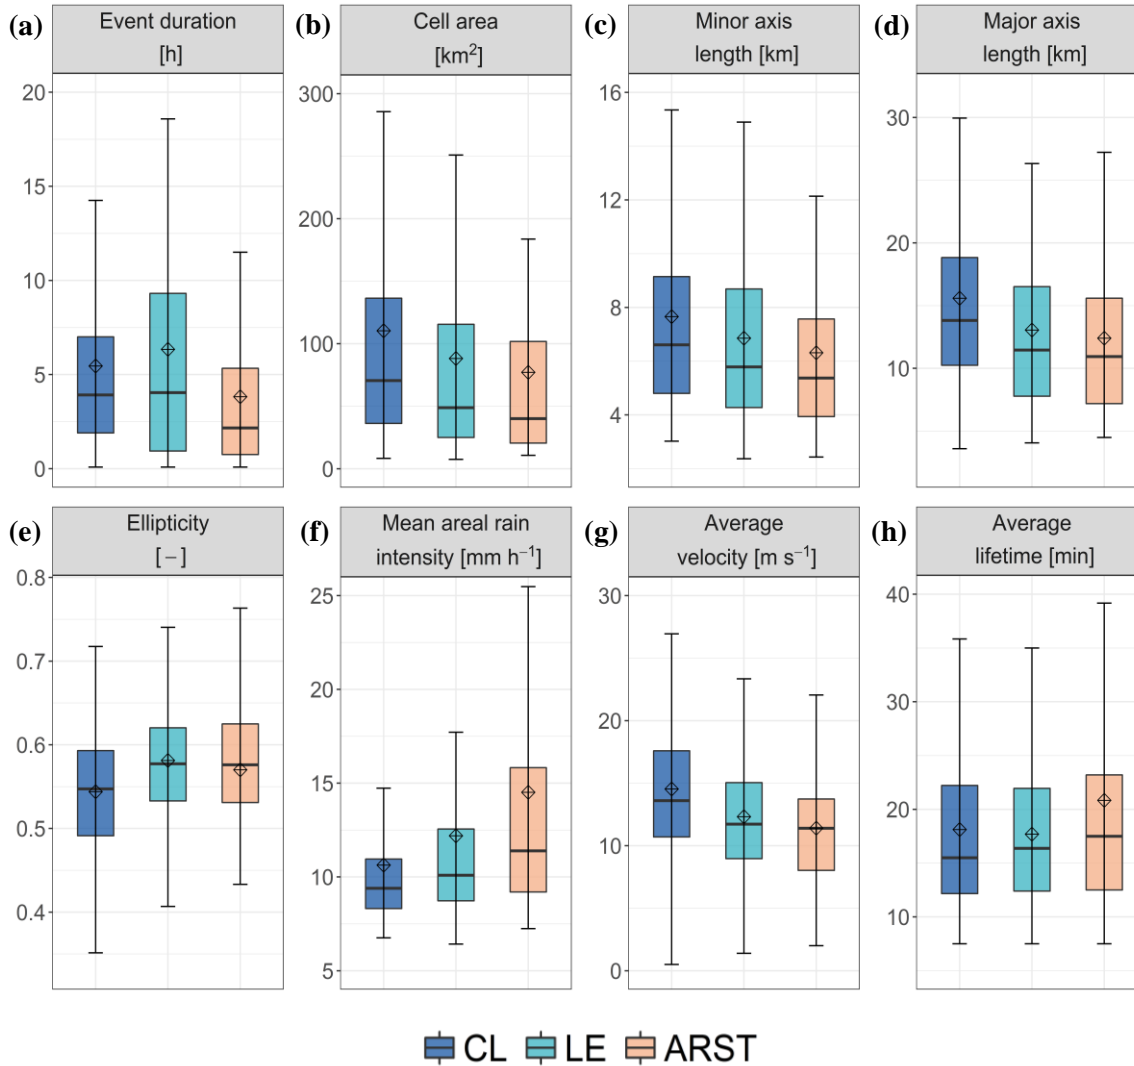 (a) Event duration
[h]
(b) Cell area
[km²]
(c) Minor axis
length [km]
(d) Major axis
length [km]
20
15
10
5
0
300
200
100
0
16
12
8
4
30
20
10
(e) Ellipticity
[−]
(f) Mean areal rain
intensity [mm h⁻¹]
(g) Average
velocity [m s⁻¹]
(h) Average
lifetime [min]
0.8
0.7
0.6
0.5
0.4
25
20
15
10
5
30
20
10
0
40
30
20
10
CL LE ARST